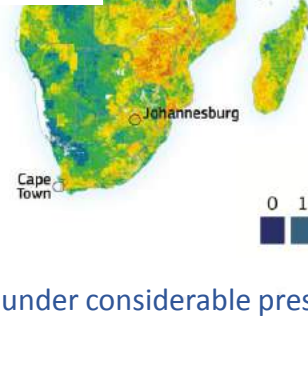 Johannesburg
Cape
Town
0 1
under considerable pres